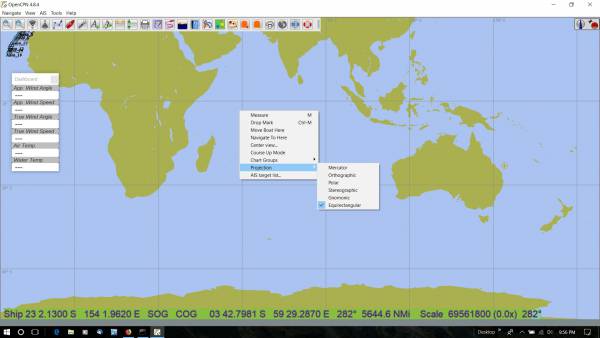 OpenCPN 4.8.4
Navigate View AIS Tools Help
Dashboard
App. Wind Angle
----
App. Wind Speed
----
True Wind Angle
----
True Wind Speed
----
Air Temp.
----
Water Temp.
----
Measure M
Drop Mark Ctrl-M
Move Boat Here
Navigate To Here
Center view...
Course Up Mode
Chart Groups
Projection
AIS target list...
Mercator
Orthographic
Polar
Stereographic
Gnomonic
Equirectangular
Ship 23 2.1300 S 154 1.9620 E SOG COG 03 42.7981 S 59 29.2870 E 282° 5644.6 NMi Scale 69561800 (0.0x) 282°
Desktop 8:56 PM